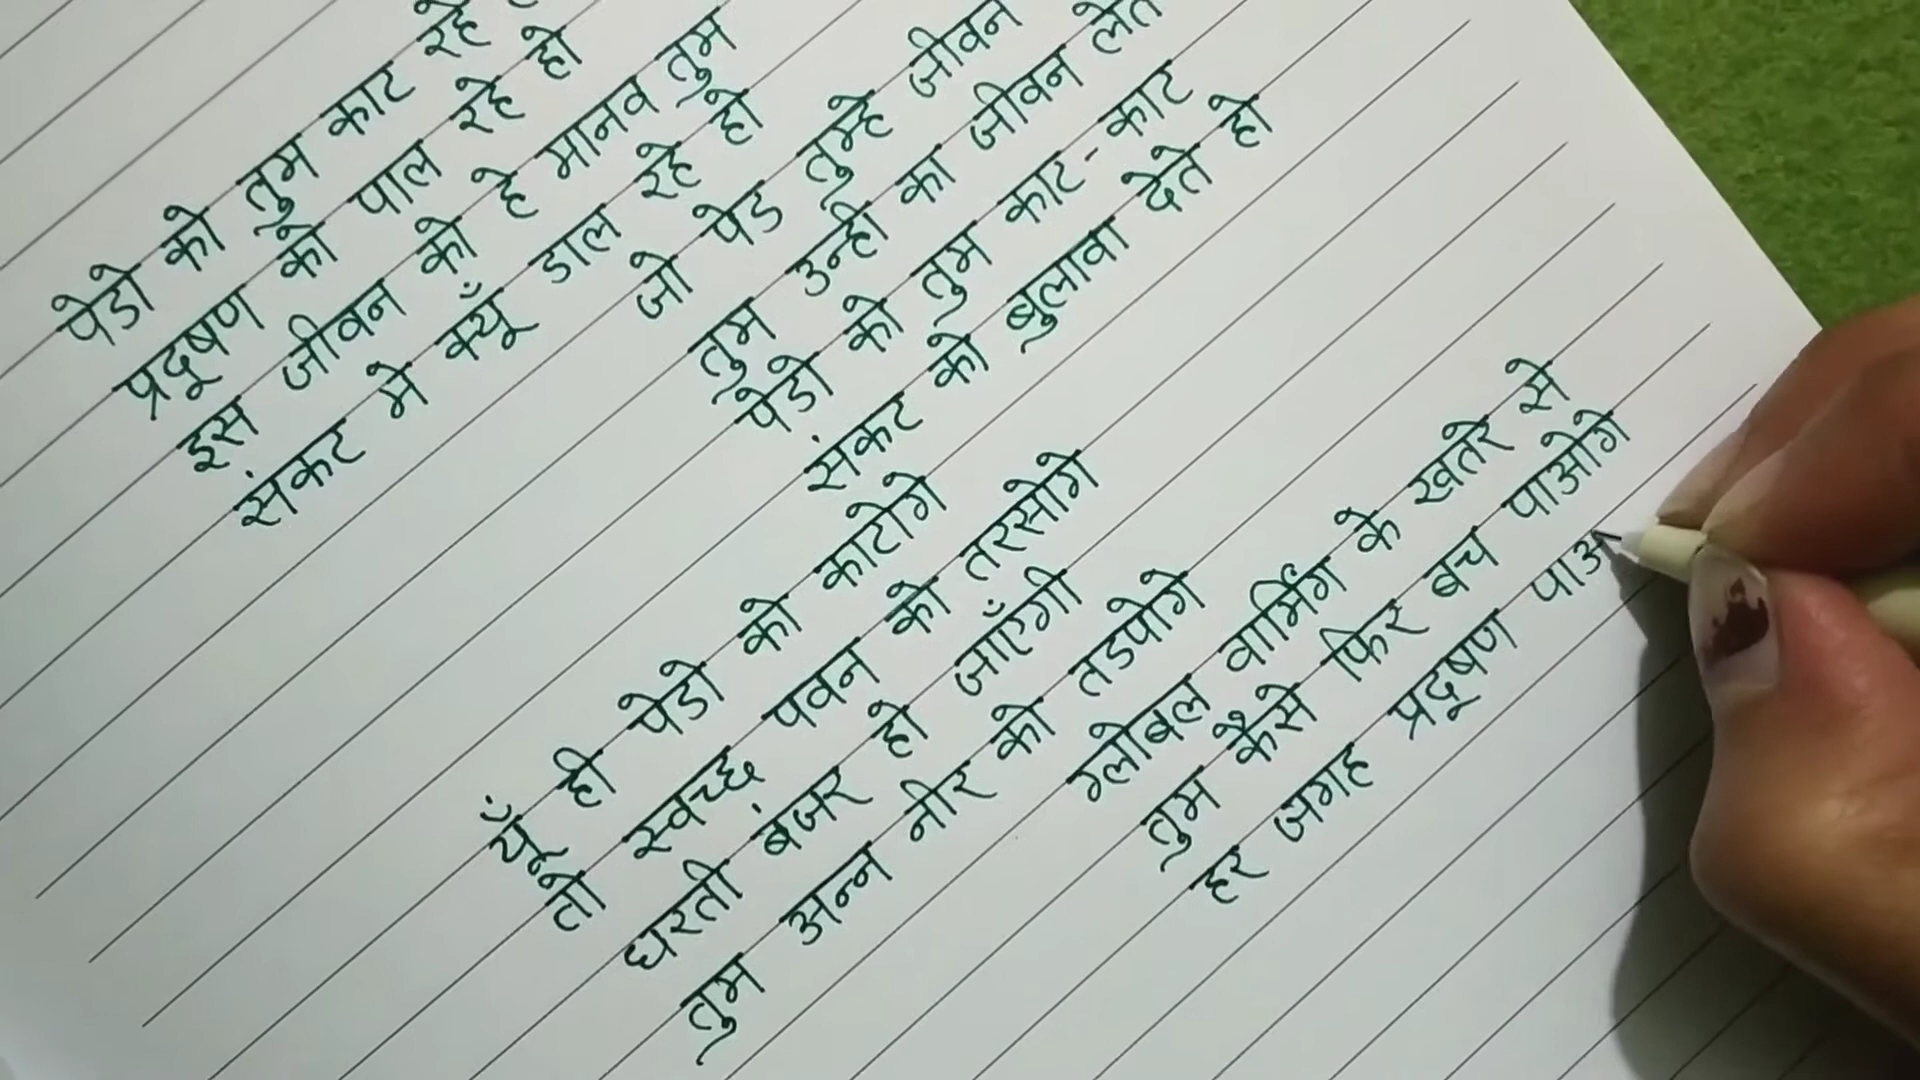 पेडो को तुम काट रहे
प्रदूषण को पाल रहे हो
इस जीवन को हे मानव तुम
संकट मे क्यूँ डाल रहे हो
जो पेड तुम्हे जीवन
तुम उन्ही का जीवन लेते
पेडो को तुम काट-काट
संकट को बुलावा देते हो
यूँ ही पेडो को काटोगे
तो स्वच्छ पवन को तरसोगे
धरती बंजर हो जाएँगी
तुम अन्न नीर को तडपोगे
ग्लोबल वार्मिंग के खतरे से
तुम कैसे फिर बच पाओगे
हर जगह प्रदूषण पाअ